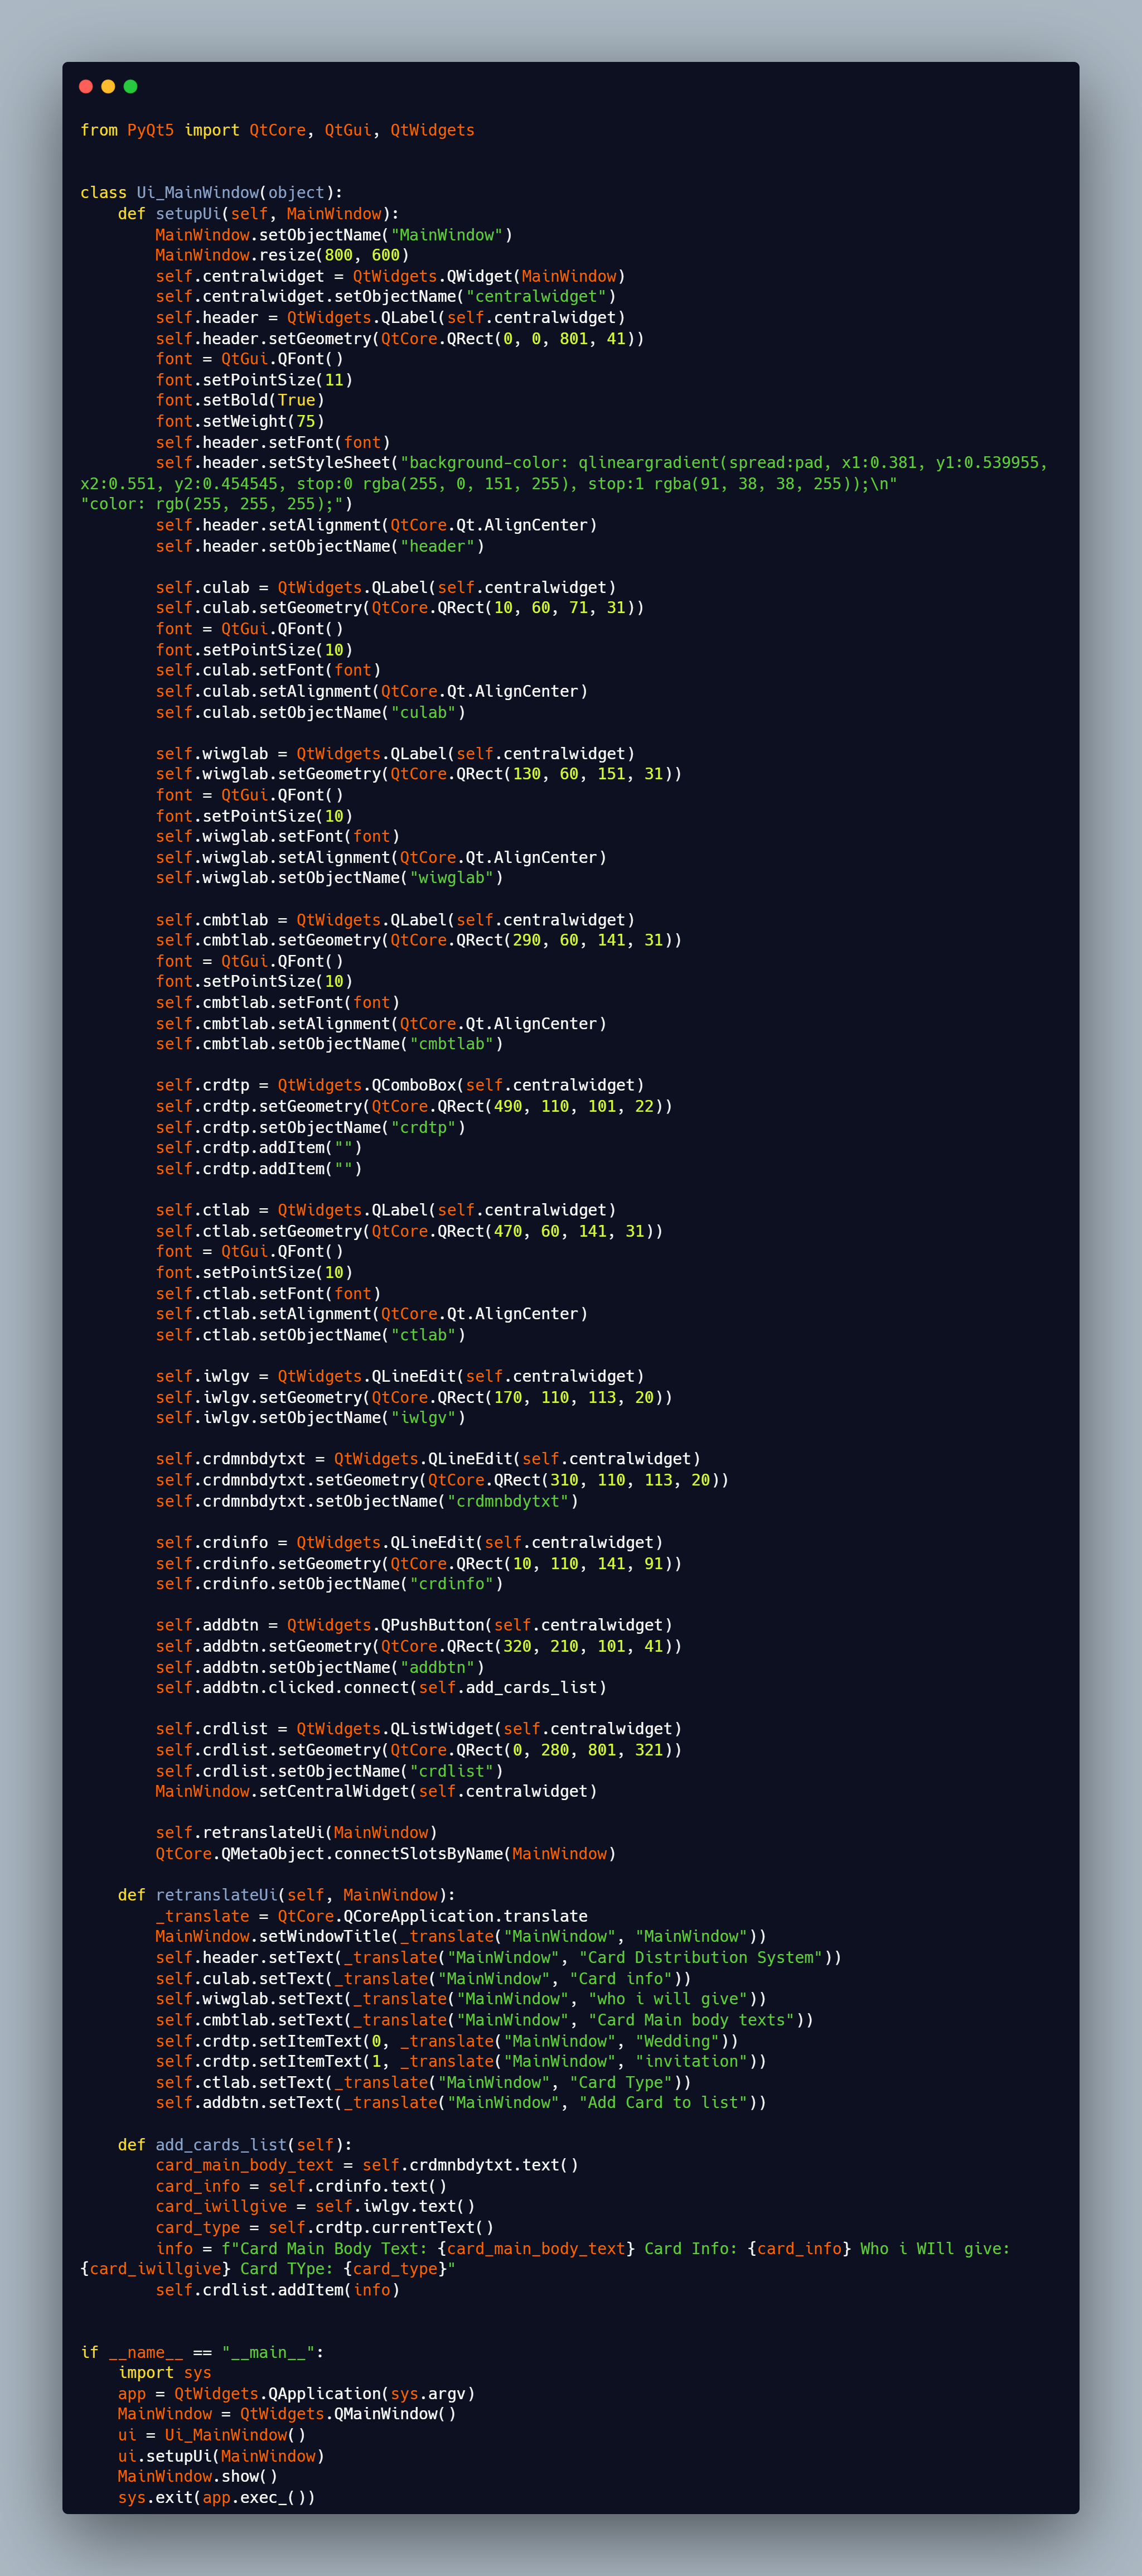 from PyQt5 import QtCore, QtGui, QtWidgets


class Ui_MainWindow(object):
    def setupUi(self, MainWindow):
        MainWindow.setObjectName("MainWindow")
        MainWindow.resize(800, 600)
        self.centralwidget = QtWidgets.QWidget(MainWindow)
        self.centralwidget.setObjectName("centralwidget")
        self.header = QtWidgets.QLabel(self.centralwidget)
        self.header.setGeometry(QtCore.QRect(0, 0, 801, 41))
        font = QtGui.QFont()
        font.setPointSize(11)
        font.setBold(True)
        font.setWeight(75)
        self.header.setFont(font)
        self.header.setStyleSheet("background-color: qlineargradient(spread:pad, x1:0.381, y1:0.539955,
x2:0.551, y2:0.454545, stop:0 rgba(255, 0, 151, 255), stop:1 rgba(91, 38, 38, 255));\n"
"color: rgb(255, 255, 255);")
        self.header.setAlignment(QtCore.Qt.AlignCenter)
        self.header.setObjectName("header")

        self.culab = QtWidgets.QLabel(self.centralwidget)
        self.culab.setGeometry(QtCore.QRect(10, 60, 71, 31))
        font = QtGui.QFont()
        font.setPointSize(10)
        self.culab.setFont(font)
        self.culab.setAlignment(QtCore.Qt.AlignCenter)
        self.culab.setObjectName("culab")

        self.wiwglab = QtWidgets.QLabel(self.centralwidget)
        self.wiwglab.setGeometry(QtCore.QRect(130, 60, 151, 31))
        font = QtGui.QFont()
        font.setPointSize(10)
        self.wiwglab.setFont(font)
        self.wiwglab.setAlignment(QtCore.Qt.AlignCenter)
        self.wiwglab.setObjectName("wiwglab")

        self.cmbtlab = QtWidgets.QLabel(self.centralwidget)
        self.cmbtlab.setGeometry(QtCore.QRect(290, 60, 141, 31))
        font = QtGui.QFont()
        font.setPointSize(10)
        self.cmbtlab.setFont(font)
        self.cmbtlab.setAlignment(QtCore.Qt.AlignCenter)
        self.cmbtlab.setObjectName("cmbtlab")

        self.crdtp = QtWidgets.QComboBox(self.centralwidget)
        self.crdtp.setGeometry(QtCore.QRect(490, 110, 101, 22))
        self.crdtp.setObjectName("crdtp")
        self.crdtp.addItem("")
        self.crdtp.addItem("")

        self.ctlab = QtWidgets.QLabel(self.centralwidget)
        self.ctlab.setGeometry(QtCore.QRect(470, 60, 141, 31))
        font = QtGui.QFont()
        font.setPointSize(10)
        self.ctlab.setFont(font)
        self.ctlab.setAlignment(QtCore.Qt.AlignCenter)
        self.ctlab.setObjectName("ctlab")

        self.iwlgv = QtWidgets.QLineEdit(self.centralwidget)
        self.iwlgv.setGeometry(QtCore.QRect(170, 110, 113, 20))
        self.iwlgv.setObjectName("iwlgv")

        self.crdmnbdytxt = QtWidgets.QLineEdit(self.centralwidget)
        self.crdmnbdytxt.setGeometry(QtCore.QRect(310, 110, 113, 20))
        self.crdmnbdytxt.setObjectName("crdmnbdytxt")

        self.crdinfo = QtWidgets.QLineEdit(self.centralwidget)
        self.crdinfo.setGeometry(QtCore.QRect(10, 110, 141, 91))
        self.crdinfo.setObjectName("crdinfo")

        self.addbtn = QtWidgets.QPushButton(self.centralwidget)
        self.addbtn.setGeometry(QtCore.QRect(320, 210, 101, 41))
        self.addbtn.setObjectName("addbtn")
        self.addbtn.clicked.connect(self.add_cards_list)

        self.crdlist = QtWidgets.QListWidget(self.centralwidget)
        self.crdlist.setGeometry(QtCore.QRect(0, 280, 801, 321))
        self.crdlist.setObjectName("crdlist")
        MainWindow.setCentralWidget(self.centralwidget)

        self.retranslateUi(MainWindow)
        QtCore.QMetaObject.connectSlotsByName(MainWindow)

    def retranslateUi(self, MainWindow):
        _translate = QtCore.QCoreApplication.translate
        MainWindow.setWindowTitle(_translate("MainWindow", "MainWindow"))
        self.header.setText(_translate("MainWindow", "Card Distribution System"))
        self.culab.setText(_translate("MainWindow", "Card info"))
        self.wiwglab.setText(_translate("MainWindow", "who i will give"))
        self.cmbtlab.setText(_translate("MainWindow", "Card Main body texts"))
        self.crdtp.setItemText(0, _translate("MainWindow", "Wedding"))
        self.crdtp.setItemText(1, _translate("MainWindow", "invitation"))
        self.ctlab.setText(_translate("MainWindow", "Card Type"))
        self.addbtn.setText(_translate("MainWindow", "Add Card to list"))

    def add_cards_list(self):
        card_main_body_text = self.crdmnbdytxt.text()
        card_info = self.crdinfo.text()
        card_iwillgive = self.iwlgv.text()
        card_type = self.crdtp.currentText()
        info = f"Card Main Body Text: {card_main_body_text} Card Info: {card_info} Who i WIll give:
{card_iwillgive} Card TYpe: {card_type}"
        self.crdlist.addItem(info)


if __name__ == "__main__":
    import sys
    app = QtWidgets.QApplication(sys.argv)
    MainWindow = QtWidgets.QMainWindow()
    ui = Ui_MainWindow()
    ui.setupUi(MainWindow)
    MainWindow.show()
    sys.exit(app.exec_())